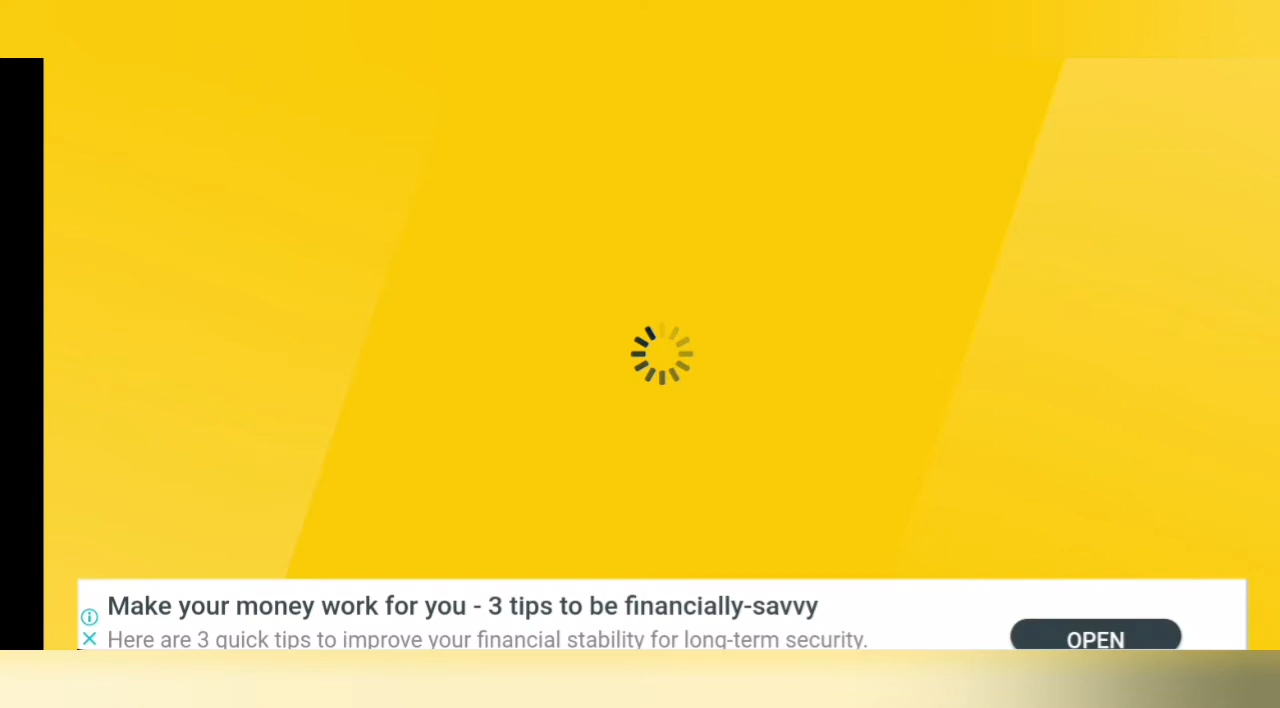 Make your money work for you - 3 tips to be financially-savvy
Here are 3 quick tips to improve your financial stability for long-term security.
OPEN